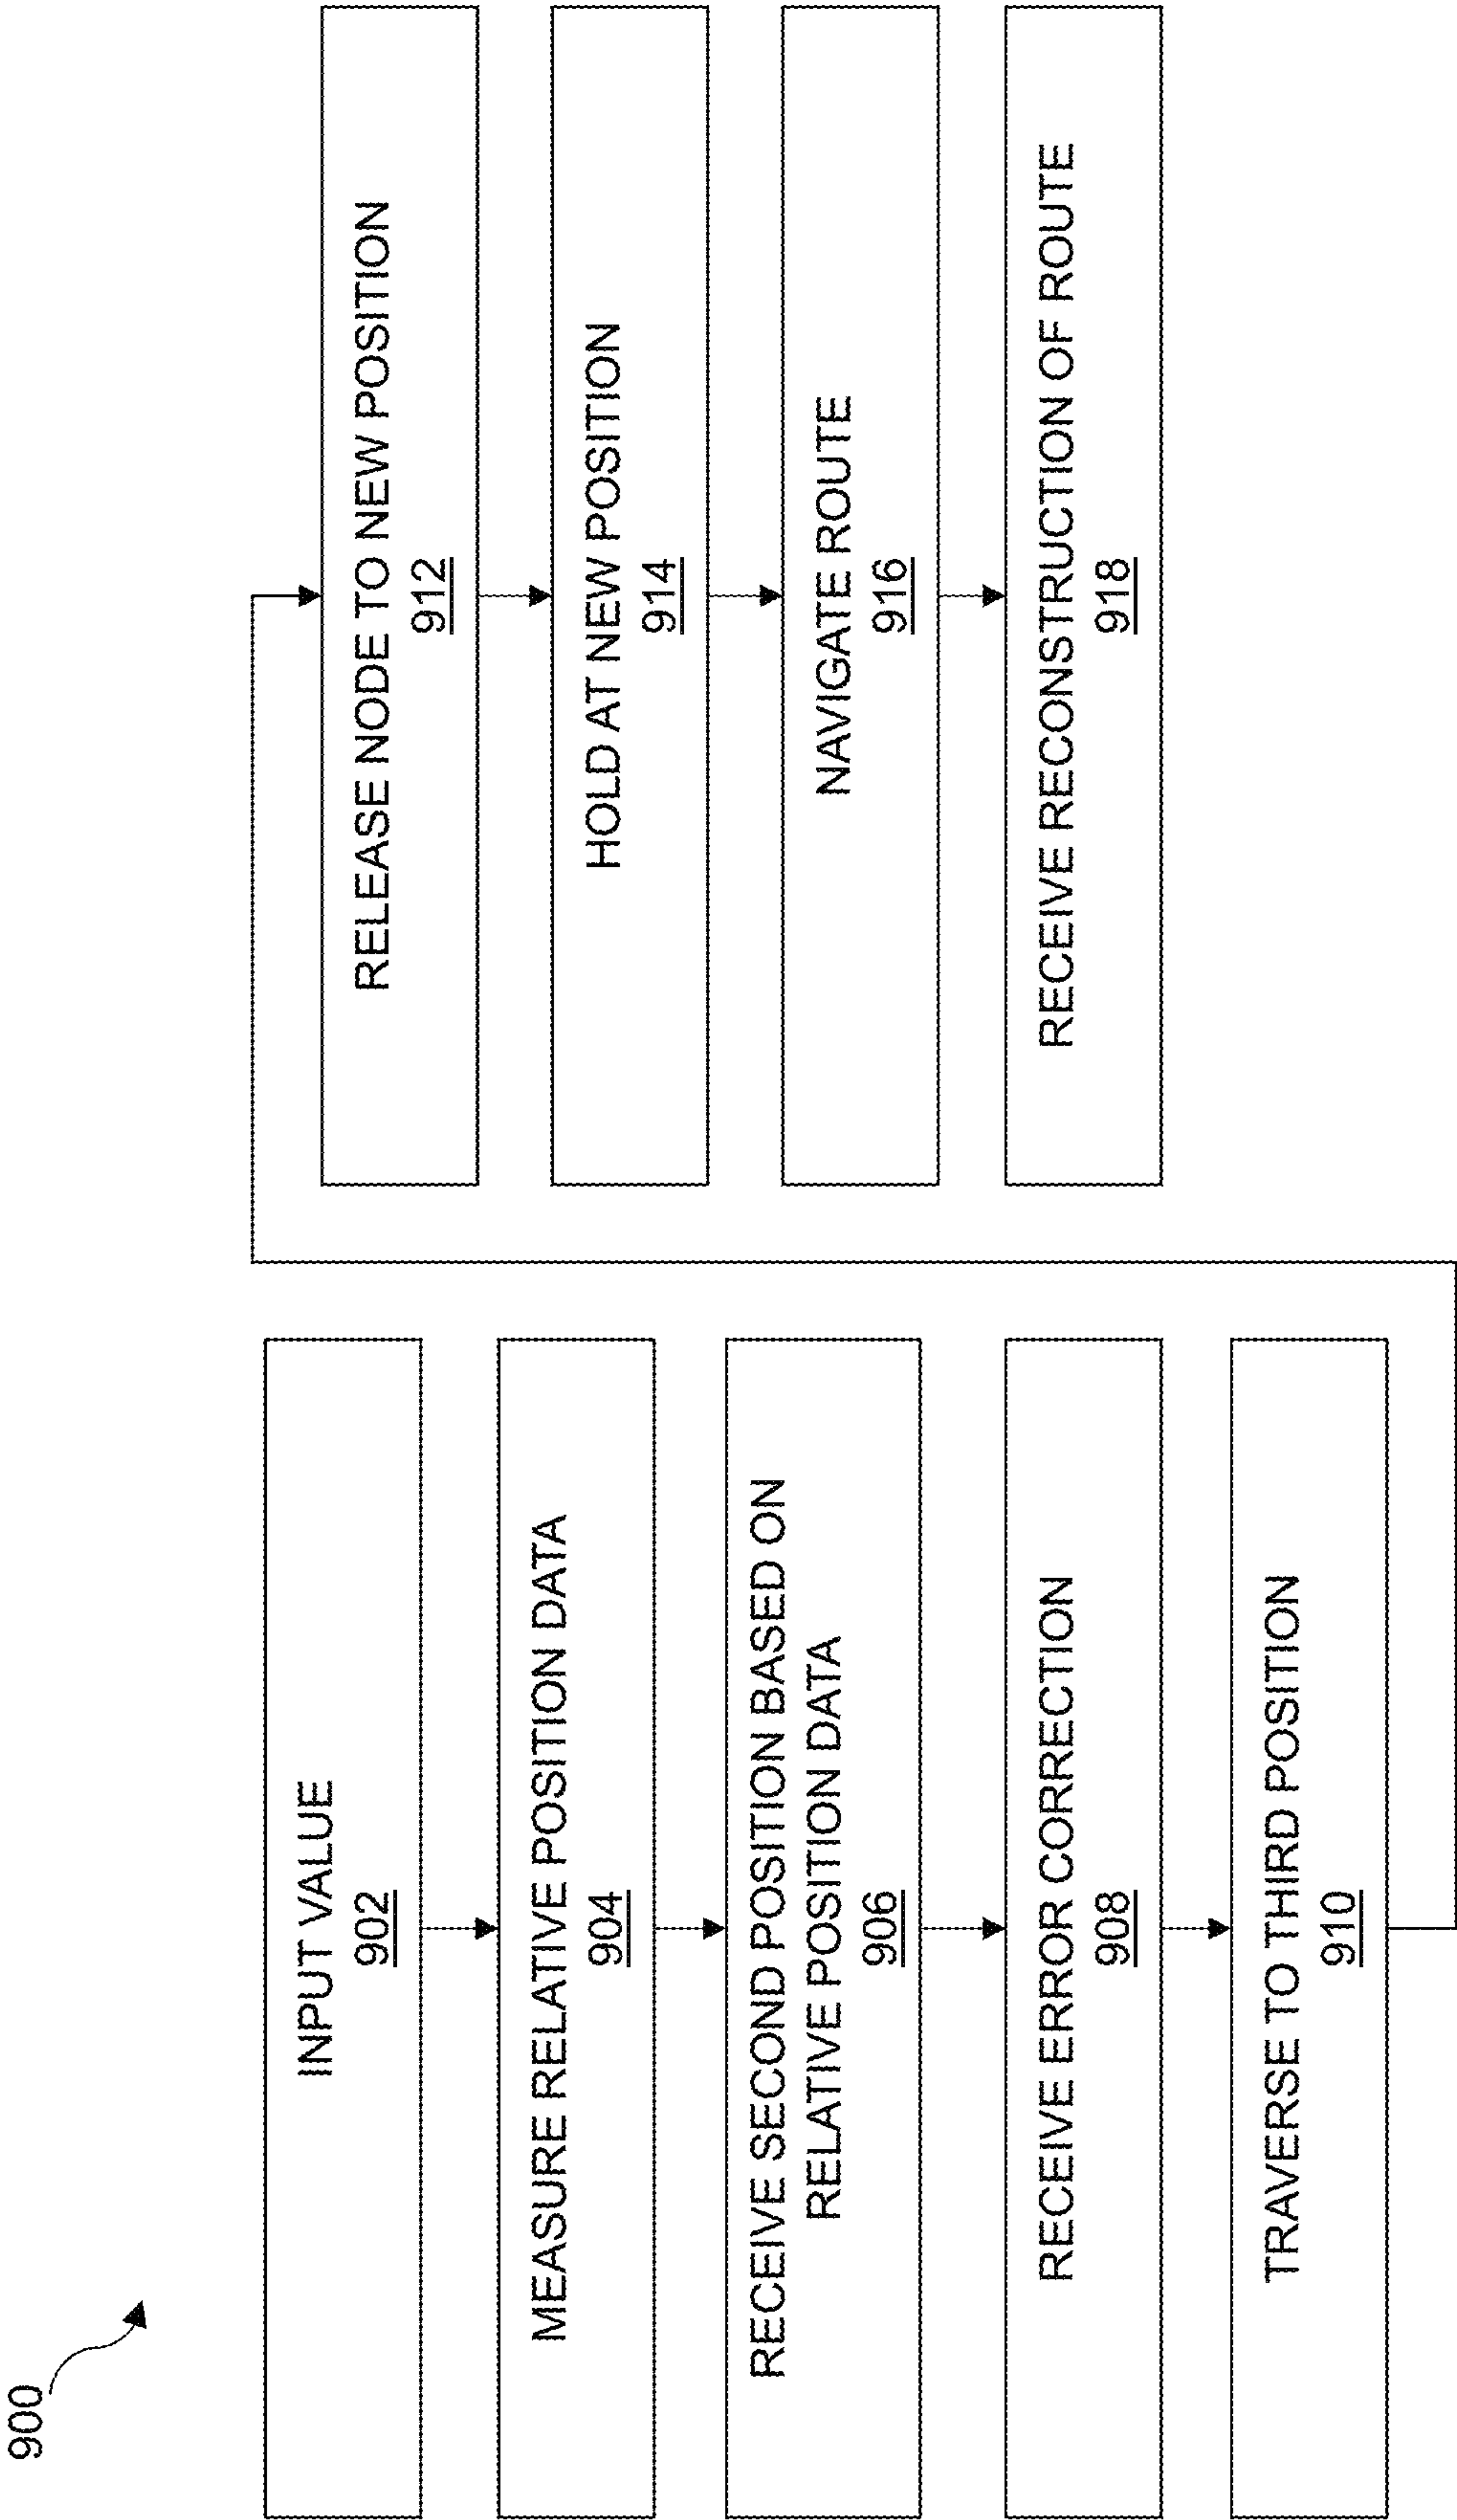 900
INPUT VALUE
902
MEASURE RELATIVE POSITION DATA
904
RECEIVE SECOND POSITION BASED ON
RELATIVE POSITION DATA
906
RECEIVE ERROR CORRECTION
908
TRAVERSE TO THIRD POSITION
910
RELEASE NODE TO NEW POSITION
912
HOLD AT NEW POSITION
914
NAVIGATE ROUTE
916
RECEIVE RECONSTRUCTION OF ROUTE
918